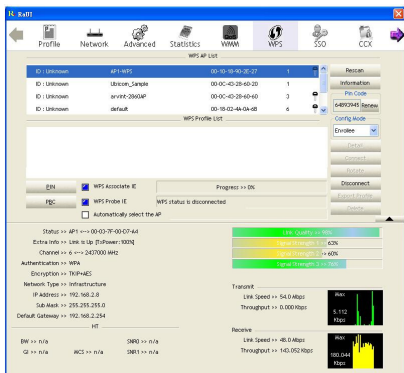 RaUI
Profile Network Advanced Statistics WMM WPS SSO CCX
WPS AP List
ID : Unknown AP1-WPS 00-10-18-90-2E-27 1
ID : Unknown Ubicom_Sample 00-0C-43-28-60-20 1
ID : Unknown arvint-2860AP 00-0C-43-28-60-60 3
ID : Unknown default 00-18-02-4A-0A-6B 6
Rescan
Information
Pin Code
64893945 Renew
Config Mode
Enrollee
WPS Profile List
Detail
Connect
Rotate
Disconnect
Export Profile
Delete
PIN WPS Associate IE Progress >> 0%
PBC WPS Probe IE WPS status is disconnected
Automatically select the AP
Status >> AP1 <--> 00-03-7F-00-D7-A4
Extra Info >> Link is Up [TxPower:100%]
Channel >> 6 <--> 2437000 MHz
Authentication >> WPA
Encryption >> TKIP+AES
Network Type >> Infrastructure
IP Address >> 192.168.2.8
Sub Mask >> 255.255.255.0
Default Gateway >> 192.168.2.254
HT
BW >> n/a SNR0 >> n/a
GI >> n/a MCS >> n/a SNR1 >> n/a
Link Quality >> 98%
Signal Strength 1 >> 63%
Signal Strength 2 >> 60%
Transmit
Link Speed >> 54.0 Mbps
Throughput >> 0.000 Kbps
Max
5.112
Kbps
Receive
Link Speed >> 48.0 Mbps
Throughput >> 143.052 Kbps
Max
180.044
Kbps